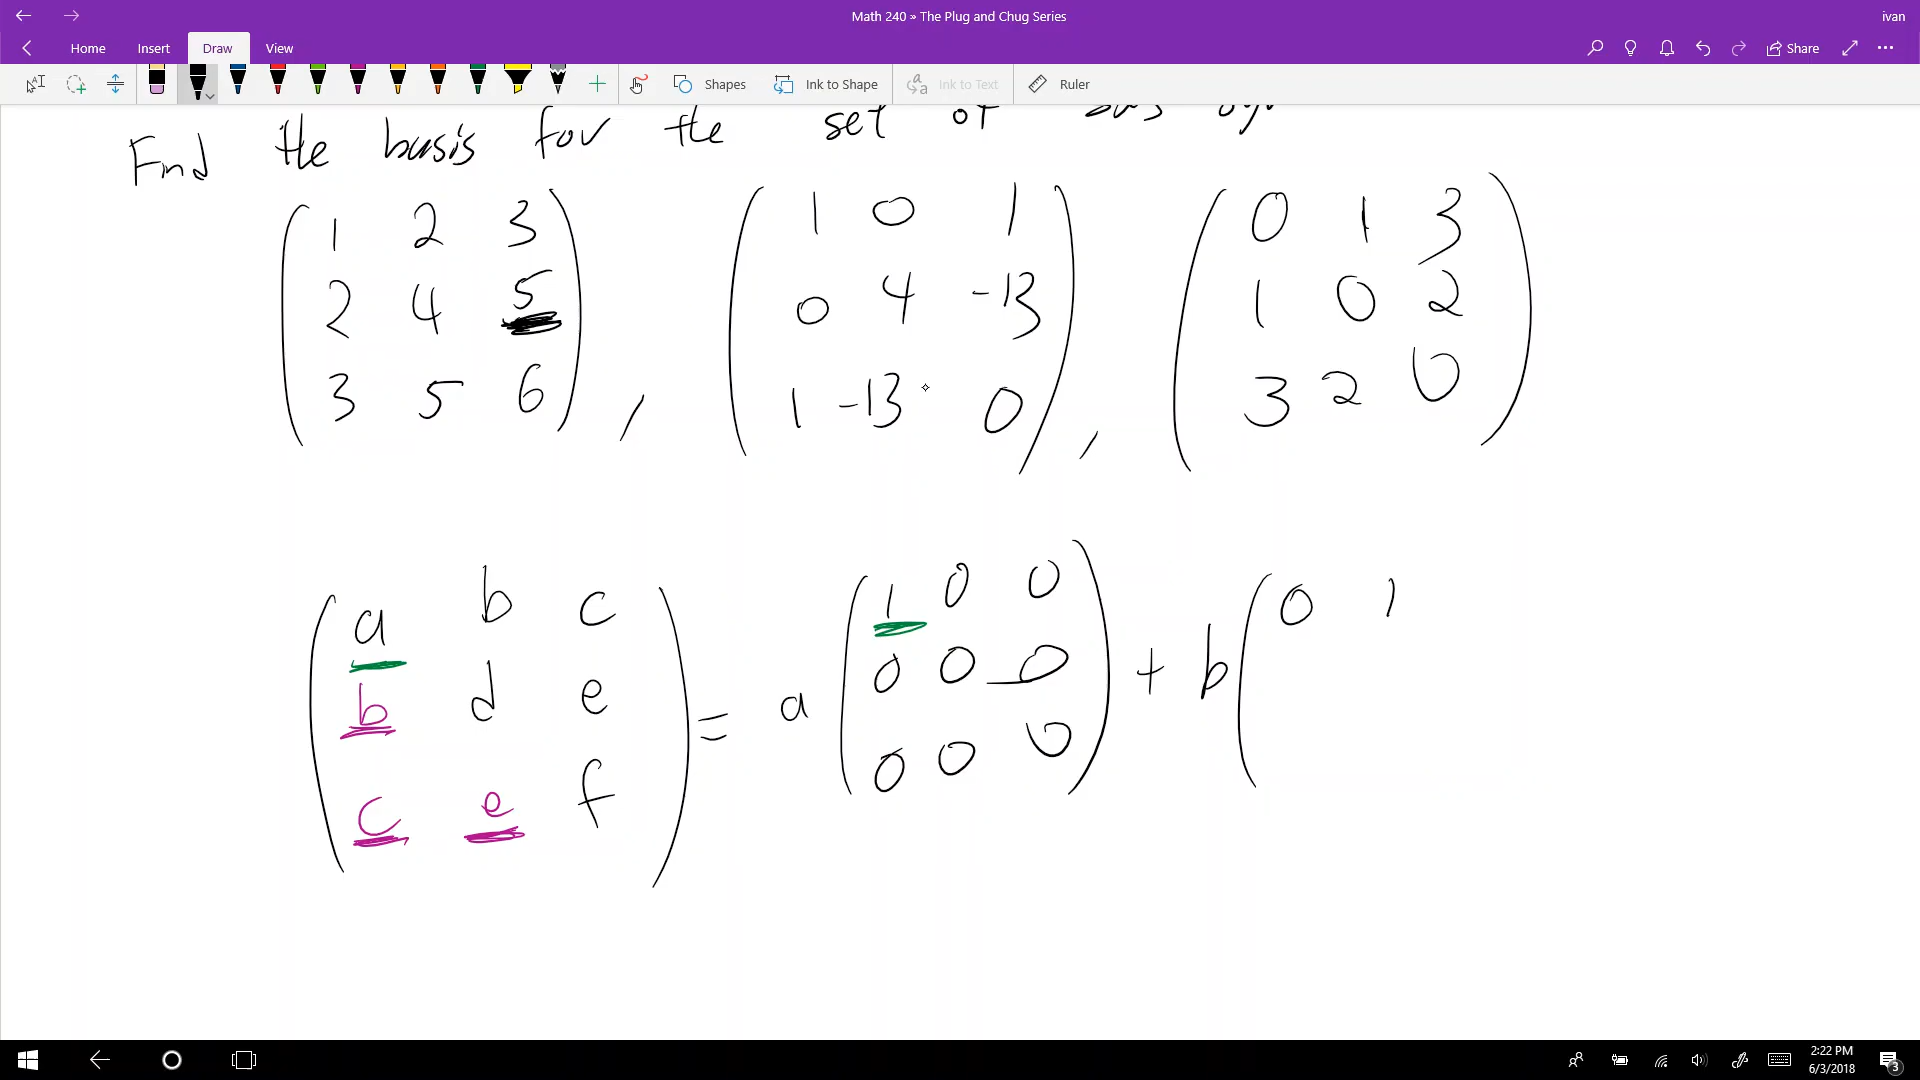 Math 240 » The Plug and Chug Series
ivan
Home Insert Draw View
Share
Shapes Ink to Shape Ink to Text Ruler
Find the basis for the set of
1 2 3 1 0 1 0 1 3
2 4 5 0 4 -13 1 0 2
3 5 6 , 1 -13 0 , 3 2 0
a b c 1 0 0 0 1
b d e = a 0 0 0 + b
c e f 0 0 0
2:22 PM
6/3/2018
3